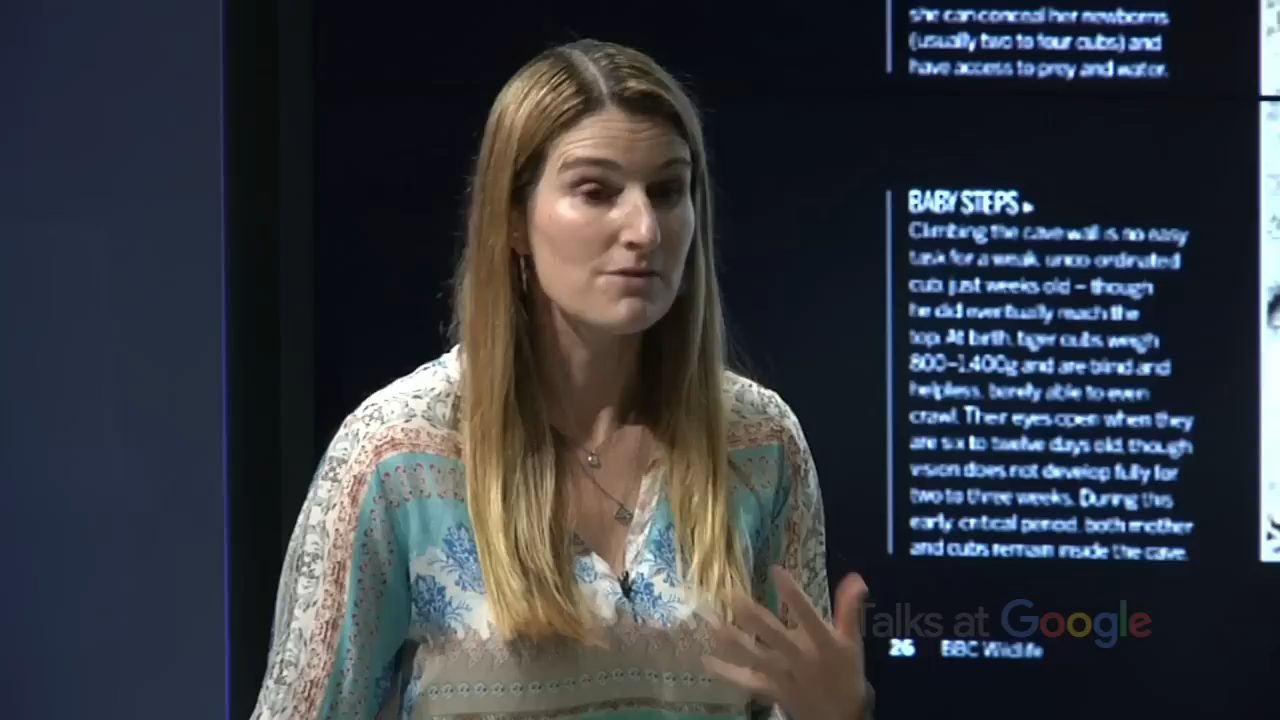 she can conceal her newborns
(usually two to four cubs) and
have access to prey and water.
BABY STEPS ▸
Climbing the cave wall is no easy
task for a weak, unco-ordinated
cub, just weeks old – though
he did eventually reach the
top. At birth, tiger cubs weigh
800–1,400g and are blind and
helpless, barely able to even
crawl. Their eyes open when they
are six to twelve days old, though
vision does not develop fully for
two to three weeks. During this
early, critical period, both mother
and cubs remain inside the cave.
Talks at Google
26 BBC Wildlife